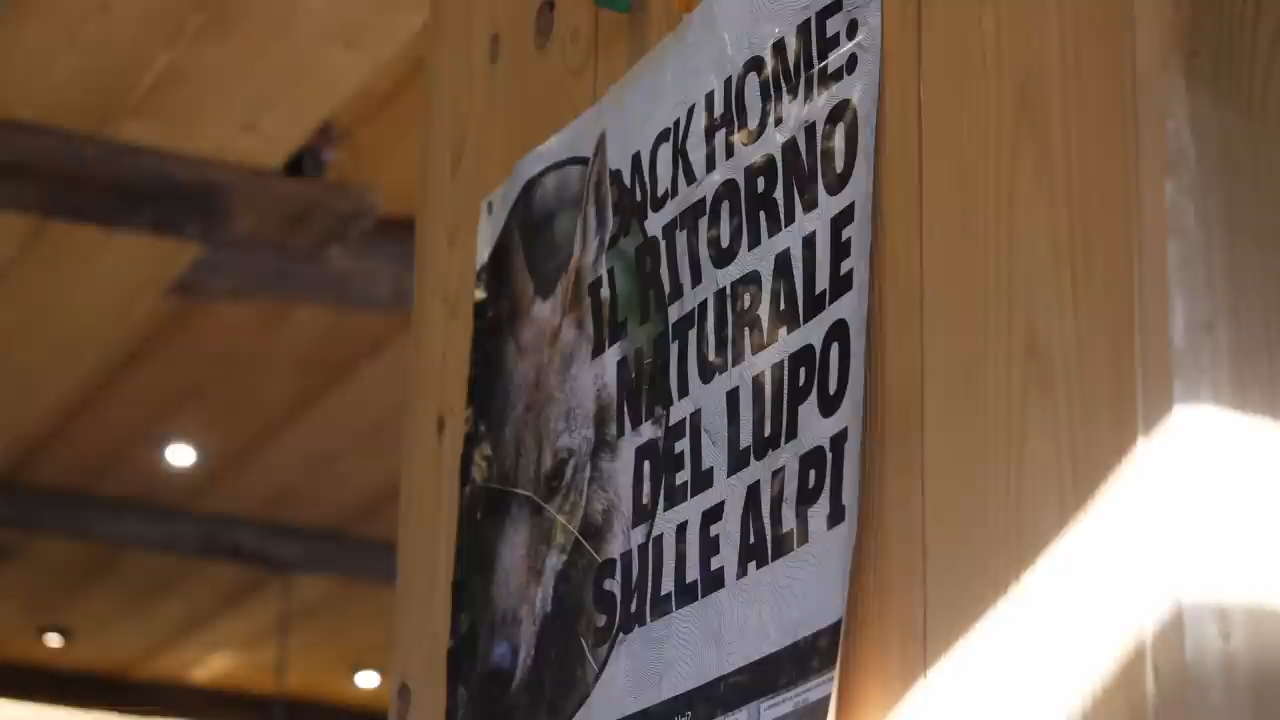 BACK HOME:
IL RITORNO
NATURALE
DEL LUPO
SULLE ALPI